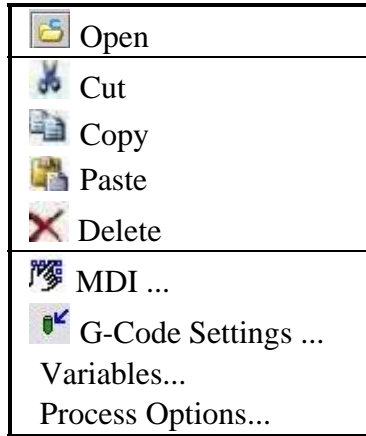 Open
Cut
Copy
Paste
Delete
MDI ...
G-Code Settings ...
Variables...
Process Options...